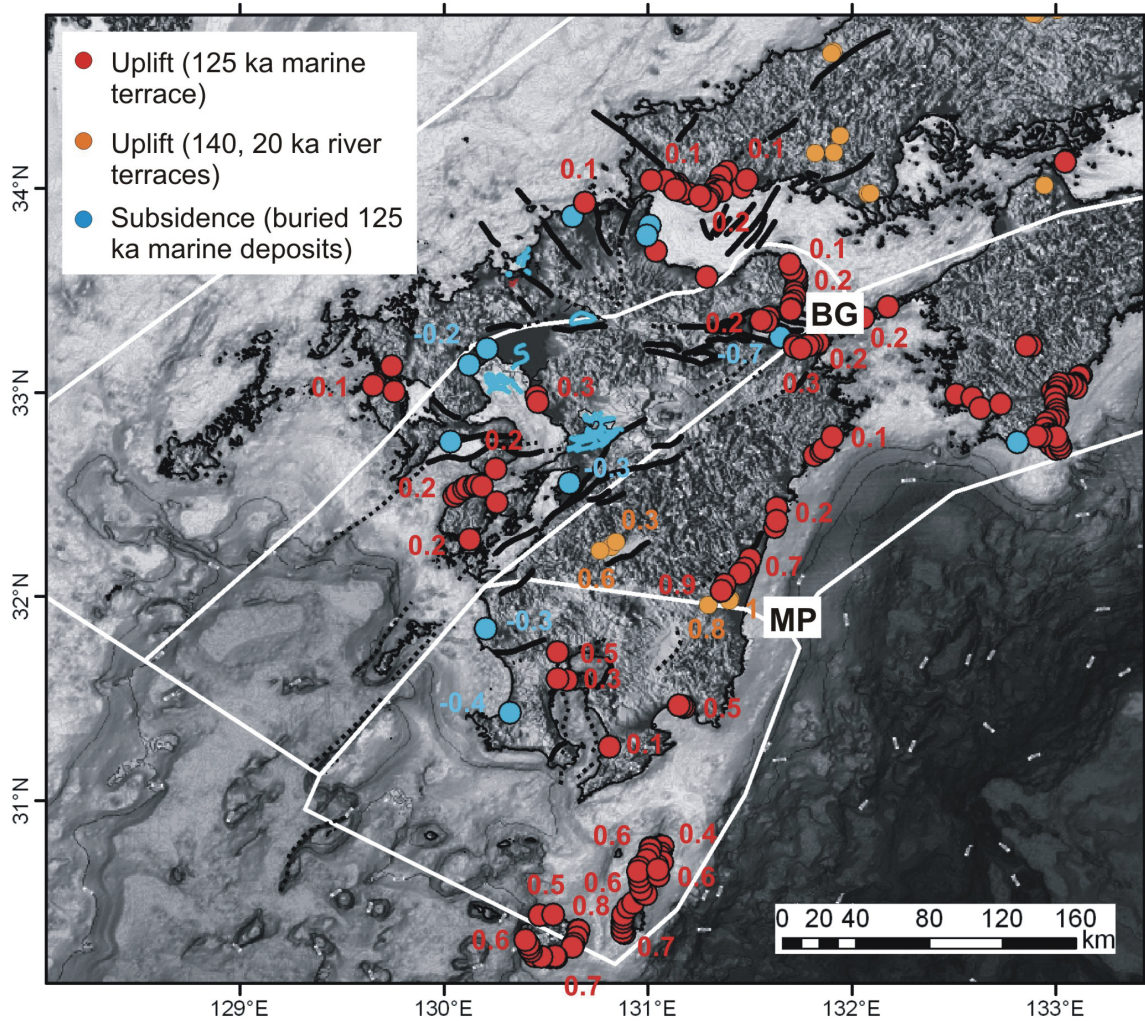 Uplift (125 ka marine
terrace)
Uplift (140, 20 ka river
terraces)
Subsidence (buried 125
ka marine deposits)
34°N
33°N
32°N
31°N
0.1
0.1
0.1
0.2
0.1
0.2
BG
0.2
0.2
-0.7
0.2
0.3
-0.2
0.1
0.3
0.2
-0.3
0.1
0.2
0.2
0.2
0.3
0.6
0.7
0.9
0.8
1
MP
-0.3
0.5
0.3
-0.4
0.5
0.1
0.6
0.4
0.6
0.6
0.5
0.8
0.6
0.7
0.7
0 20 40 80 120 160
km
129°E 130°E 131°E 132°E 133°E